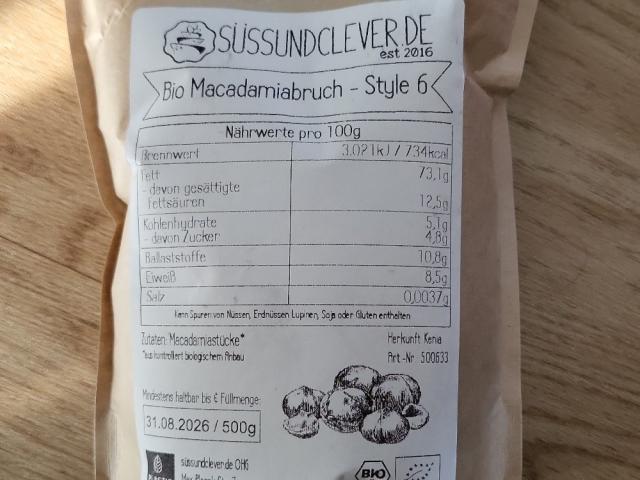 SÜSSUNDCLEVER.DE
est 2016
Bio Macadamiabruch - Style 6
Nährwerte pro 100g
Brennwert 3.021kJ / 734kcal
Fett 73,1g
- davon gesättigte
Fettsäuren 12,5g
Kohlenhydrate 5,1g
- davon Zucker 4,8g
Ballaststoffe 10,8g
Eiweiß 8,5g
Salz 0,0037g
Kann Spuren von Nüssen, Erdnüssen Lupinen, Soja oder Gluten enthalten
Zutaten: Macadamiastücke*
*aus kontrolliert biologischem Anbau
Herkunft Kenia
Art.-Nr. 500633
Mindestens haltbar bis & Füllmenge:
31.08.2026 / 500g
süssundclever.de OHG
BIO